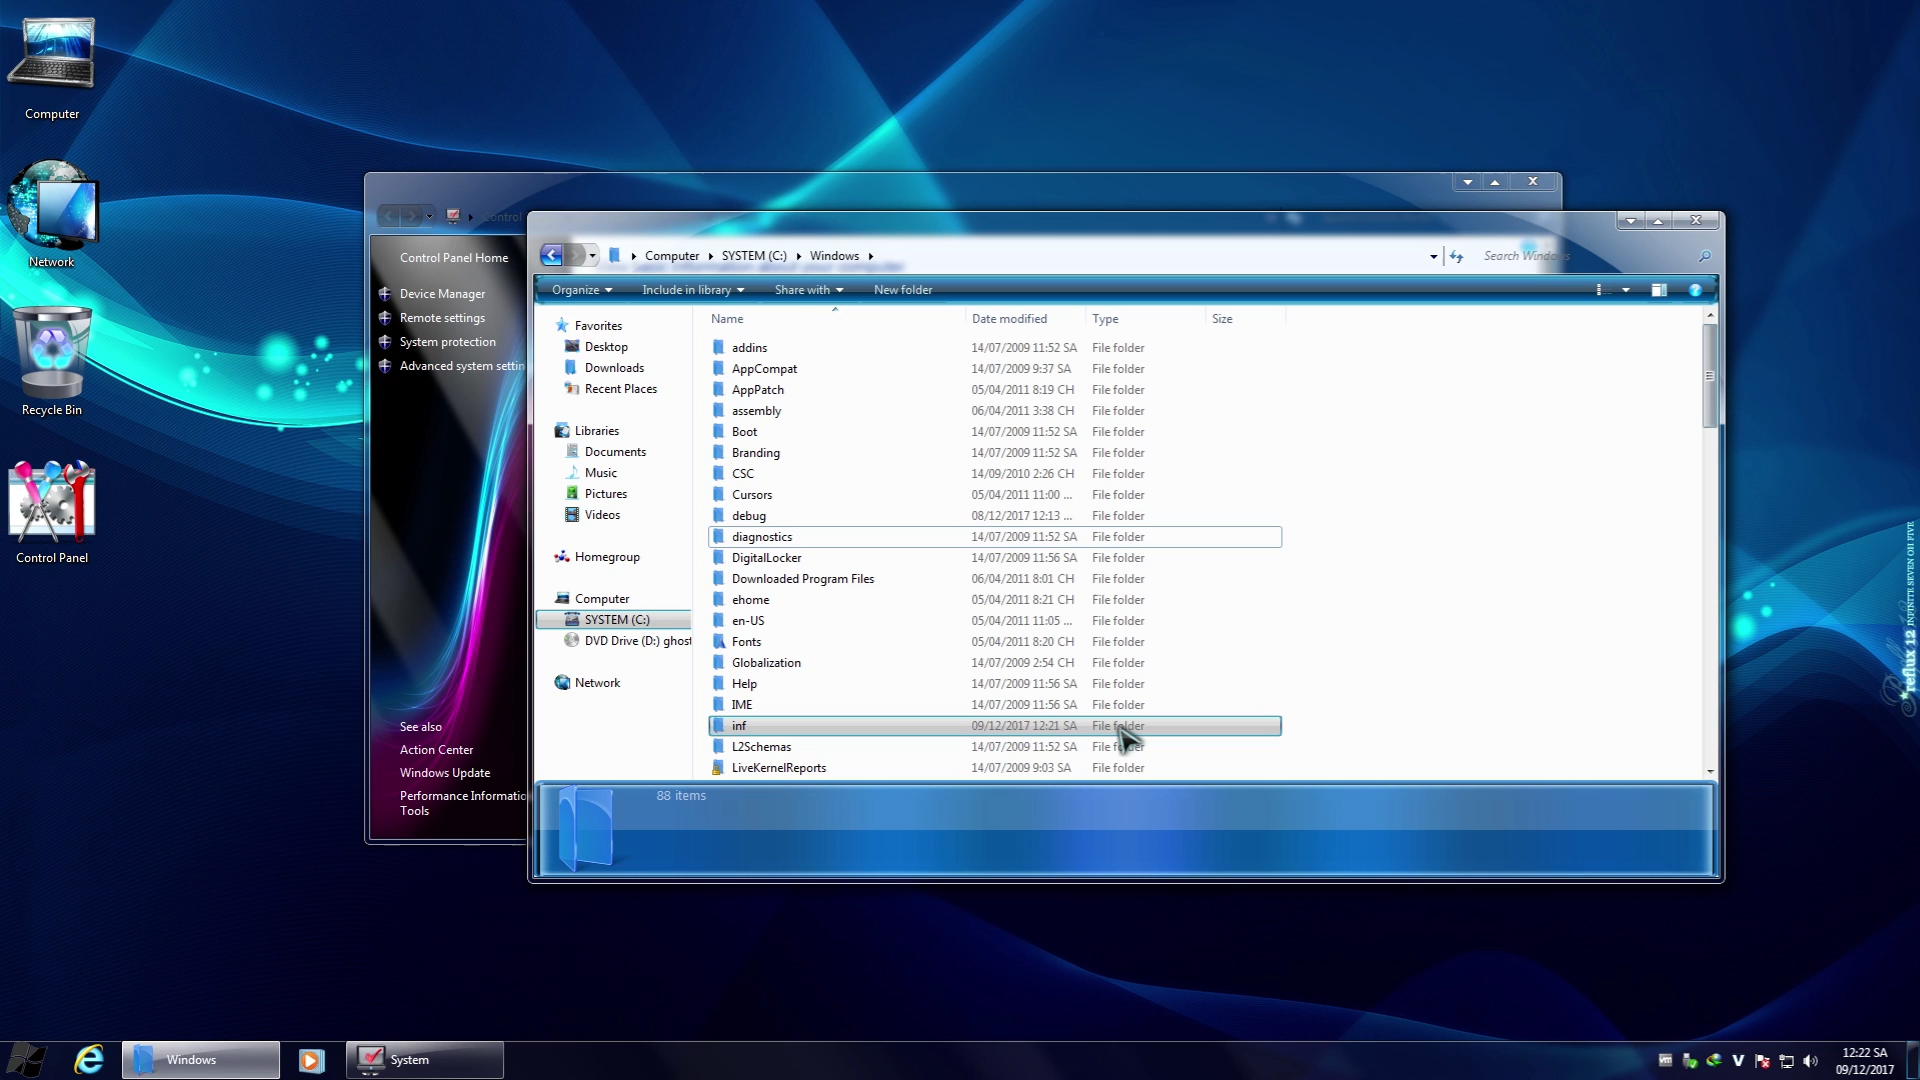 Computer
Network
Recycle Bin
Control Panel
Control
Control Panel Home
Device Manager
Remote settings
System protection
Advanced system settin
See also
Action Center
Windows Update
Performance Informatio
Tools
Computer SYSTEM (C:) Windows
Search Windows
Organize Include in library Share with New folder
Favorites
Desktop
Downloads
Recent Places
Libraries
Documents
Music
Pictures
Videos
Homegroup
Computer
SYSTEM (C:)
DVD Drive (D:) ghost
Network
Name Date modified Type Size
addins 14/07/2009 11:52 SA File folder
AppCompat 14/07/2009 9:37 SA File folder
AppPatch 05/04/2011 8:19 CH File folder
assembly 06/04/2011 3:38 CH File folder
Boot 14/07/2009 11:52 SA File folder
Branding 14/07/2009 11:52 SA File folder
CSC 14/09/2010 2:26 CH File folder
Cursors 05/04/2011 11:00 ... File folder
debug 08/12/2017 12:13 ... File folder
diagnostics 14/07/2009 11:52 SA File folder
DigitalLocker 14/07/2009 11:56 SA File folder
Downloaded Program Files 06/04/2011 8:01 CH File folder
ehome 05/04/2011 8:21 CH File folder
en-US 05/04/2011 11:05 ... File folder
Fonts 05/04/2011 8:20 CH File folder
Globalization 14/07/2009 2:54 CH File folder
Help 14/07/2009 11:56 SA File folder
IME 14/07/2009 11:56 SA File folder
inf 09/12/2017 12:21 SA File folder
L2Schemas 14/07/2009 11:52 SA File folder
LiveKernelReports 14/07/2009 9:03 SA File folder
88 items
*reflux 12 INFINITE SEVEN OH FIVE
Windows
System
vm
V
12:22 SA
09/12/2017